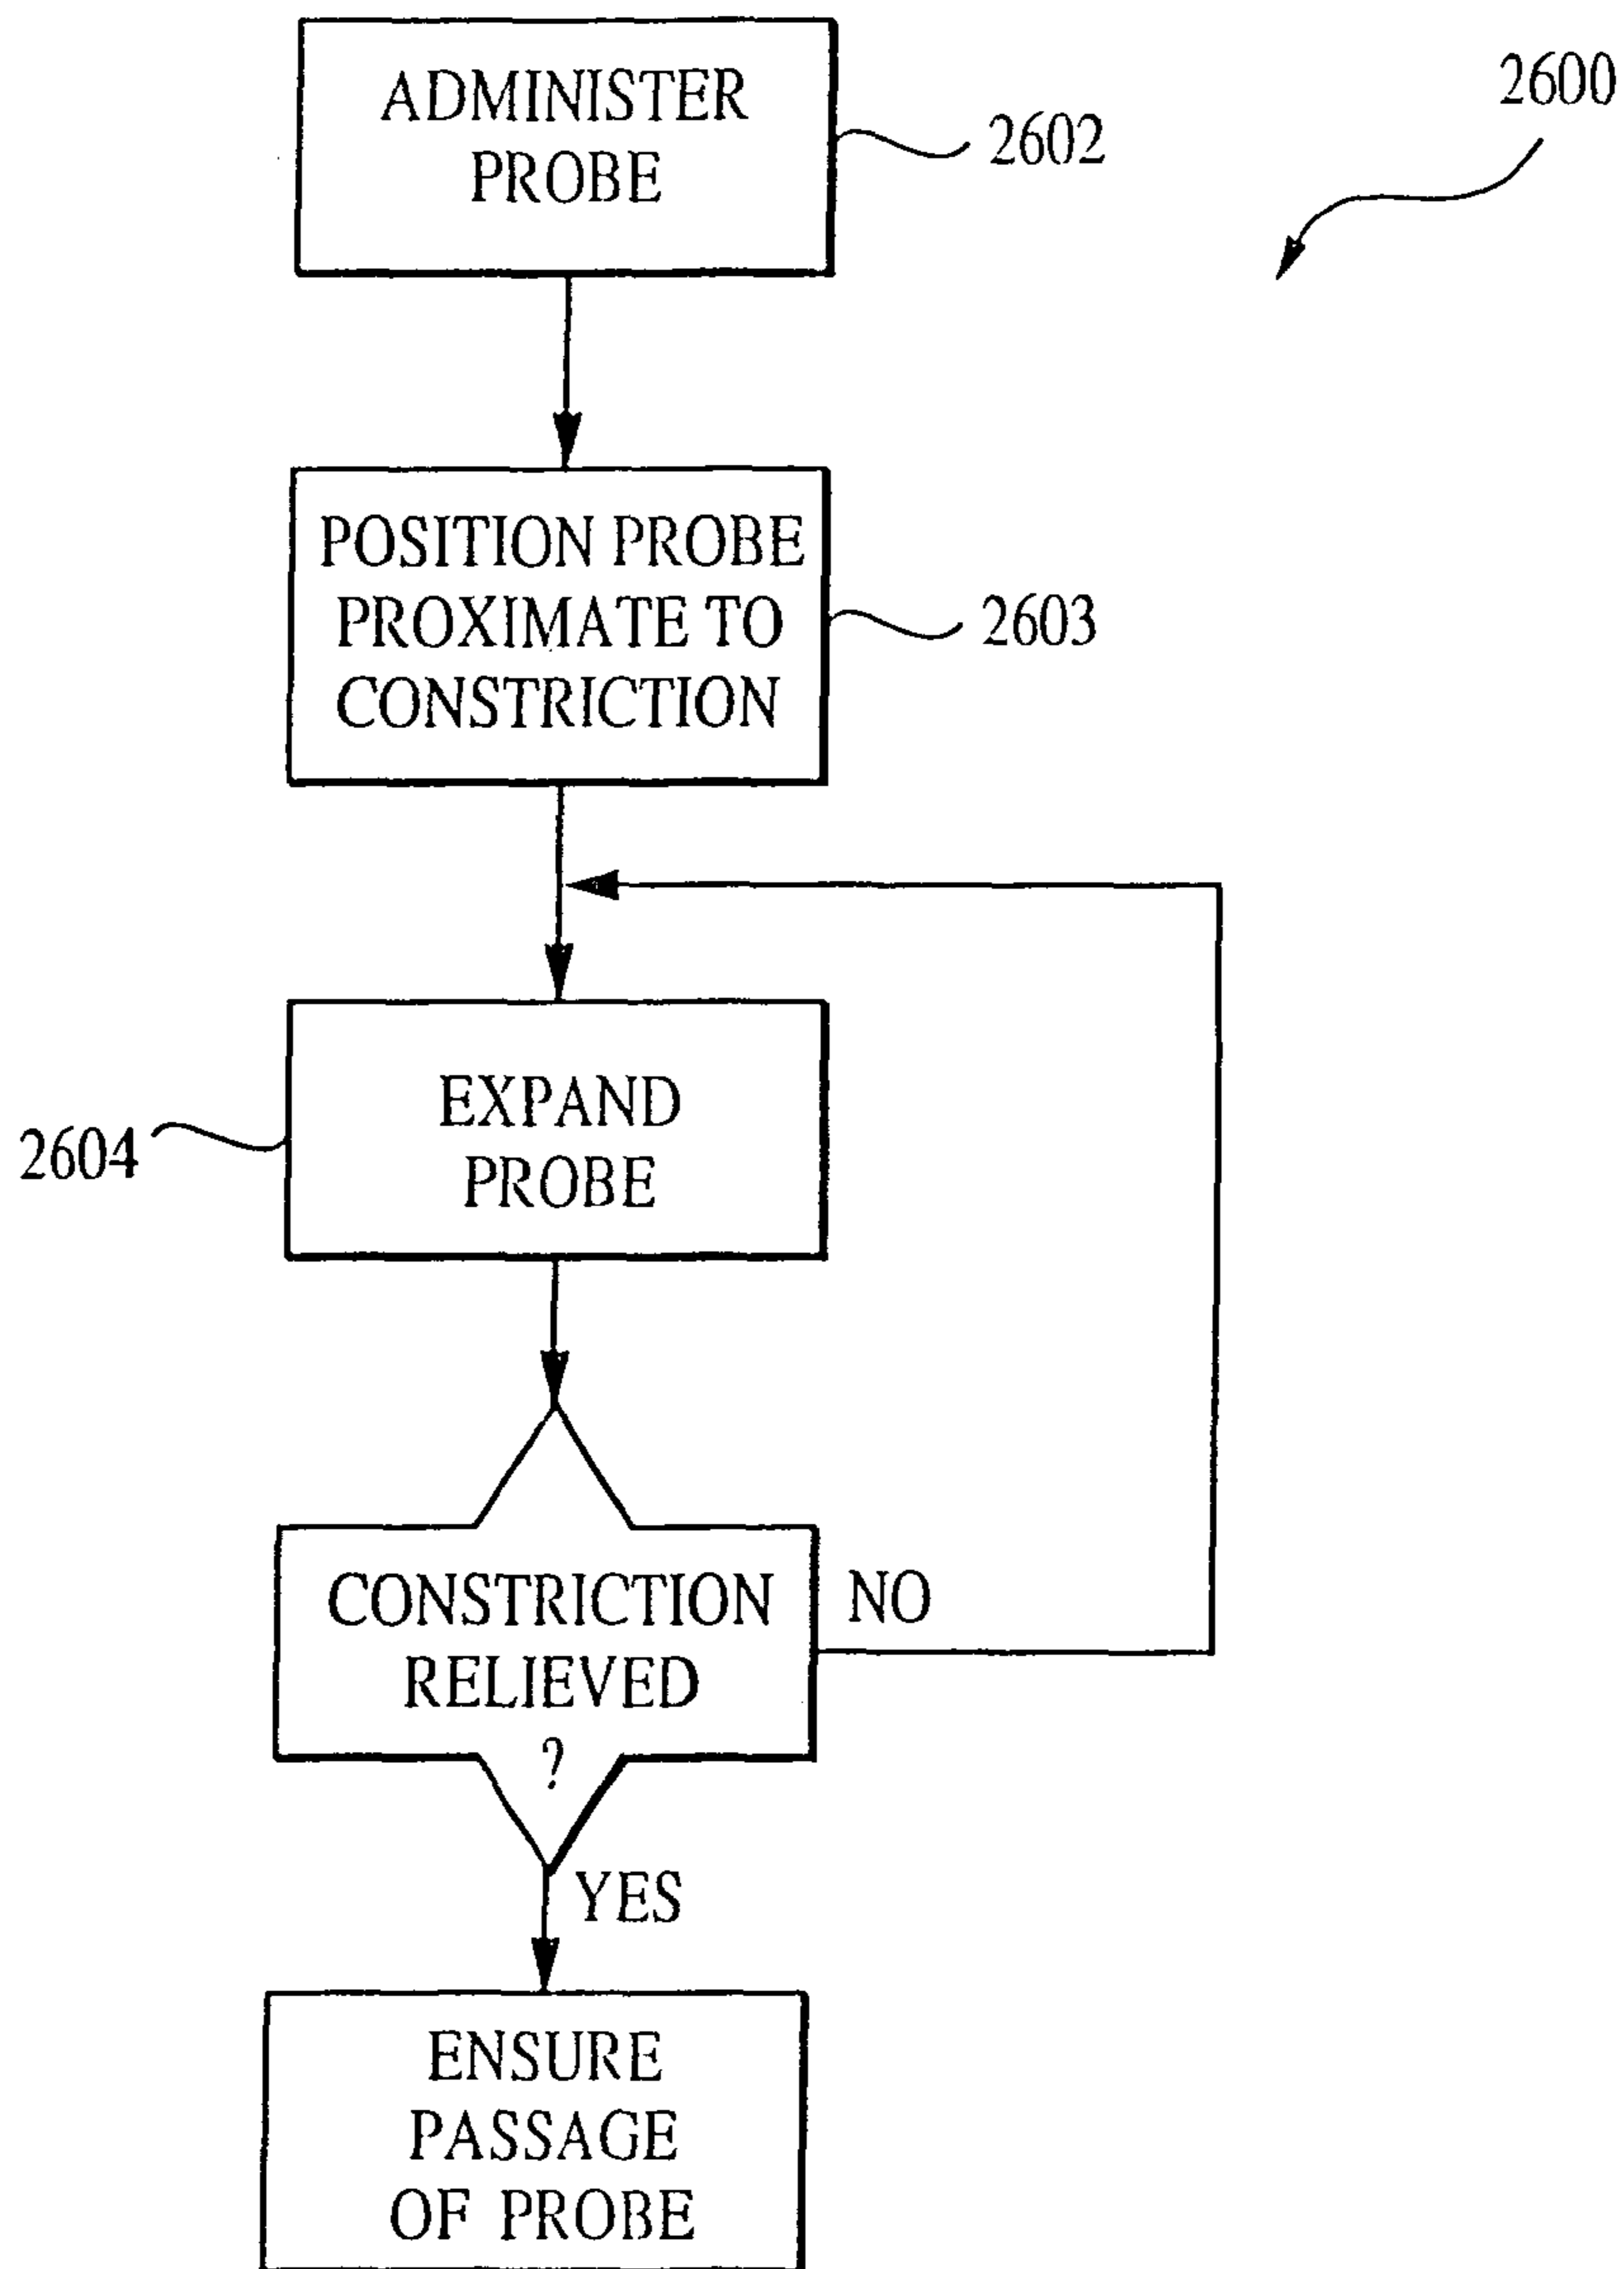 2600
ADMINISTER
PROBE
2602
POSITION PROBE
PROXIMATE TO
CONSTRICTION
2603
EXPAND
PROBE
2604
CONSTRICTION
RELIEVED
?
NO
YES
ENSURE
PASSAGE
OF PROBE